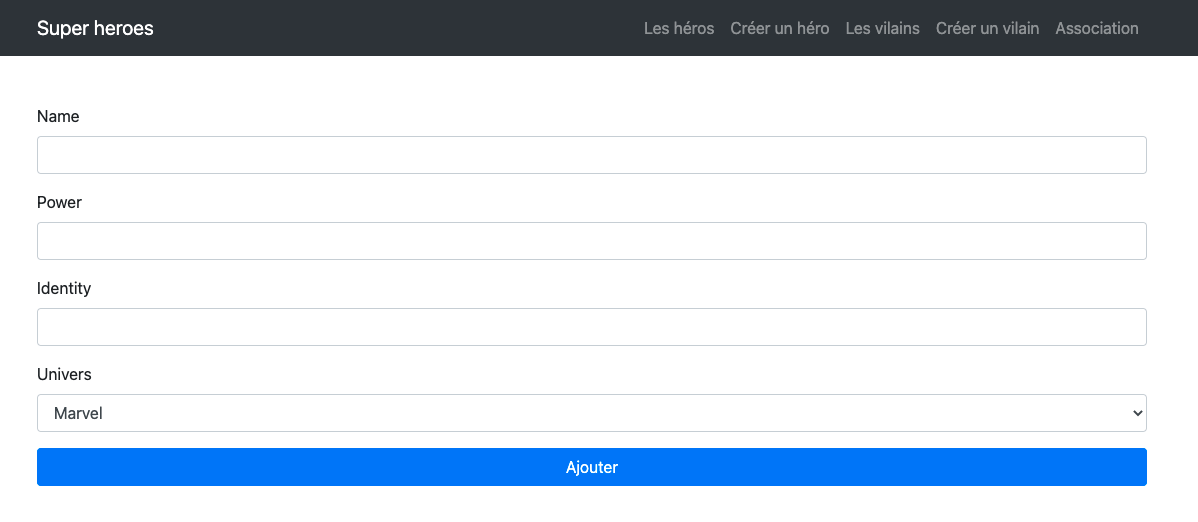 Super heroes Les héros Créer un héro Les vilains Créer un vilain Association
Name
Power
Identity
Univers
Marvel
Ajouter